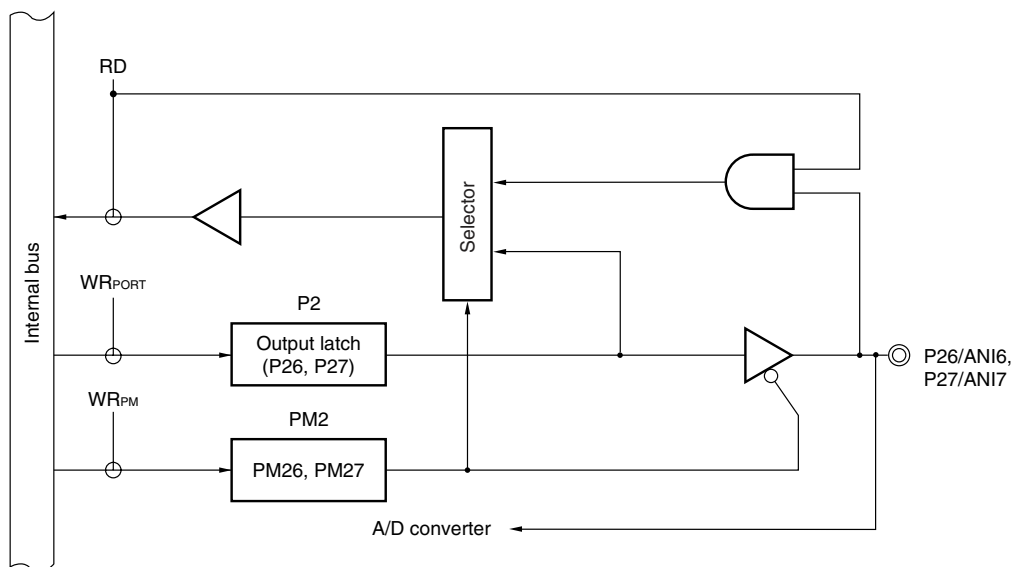 RD
Selector
Internal bus
WRPORT
P2
Output latch
(P26, P27)
P26/ANI6,
P27/ANI7
WRPM
PM2
PM26, PM27
A/D converter